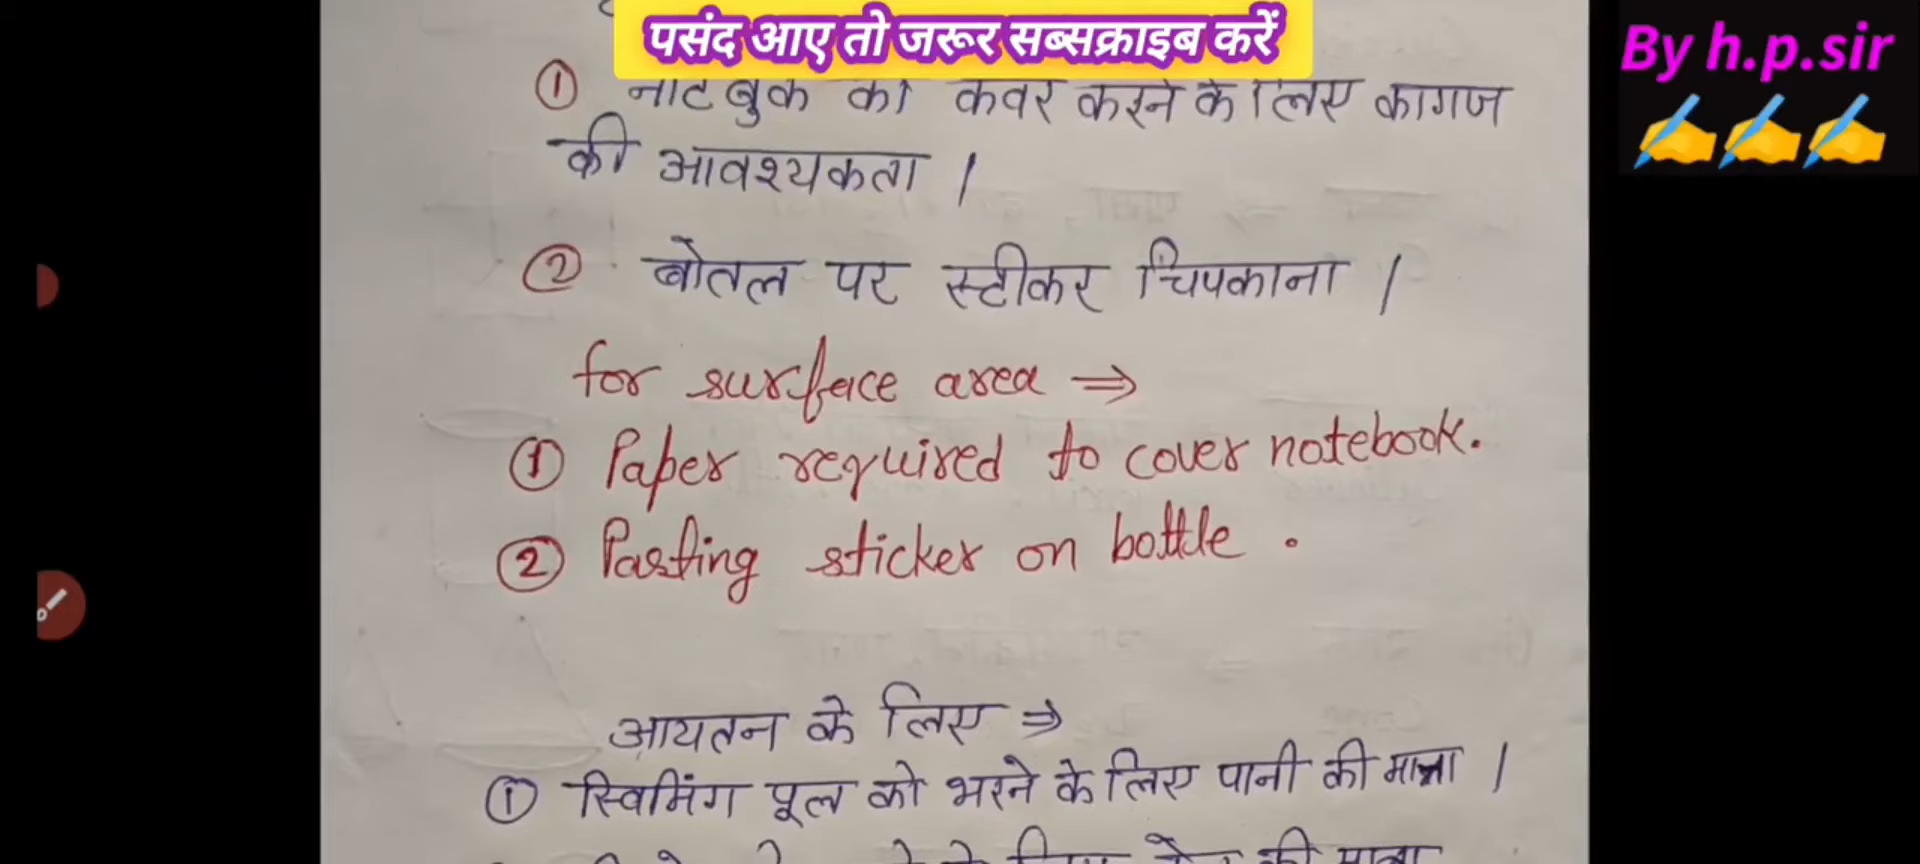 पसंद आए तो जरूर सब्सक्राइब करें
By h.p.sir
① नोटबुक को कवर करने के लिए कागज
की आवश्यकता |
② बोतल पर स्टीकर चिपकाना |
for surface area ⇒
① Paper required to cover notebook.
② Pasting sticker on bottle .
आयतन के लिए ⇒
① स्विमिंग पूल को भरने के लिए पानी की मात्रा |
की मात्रा